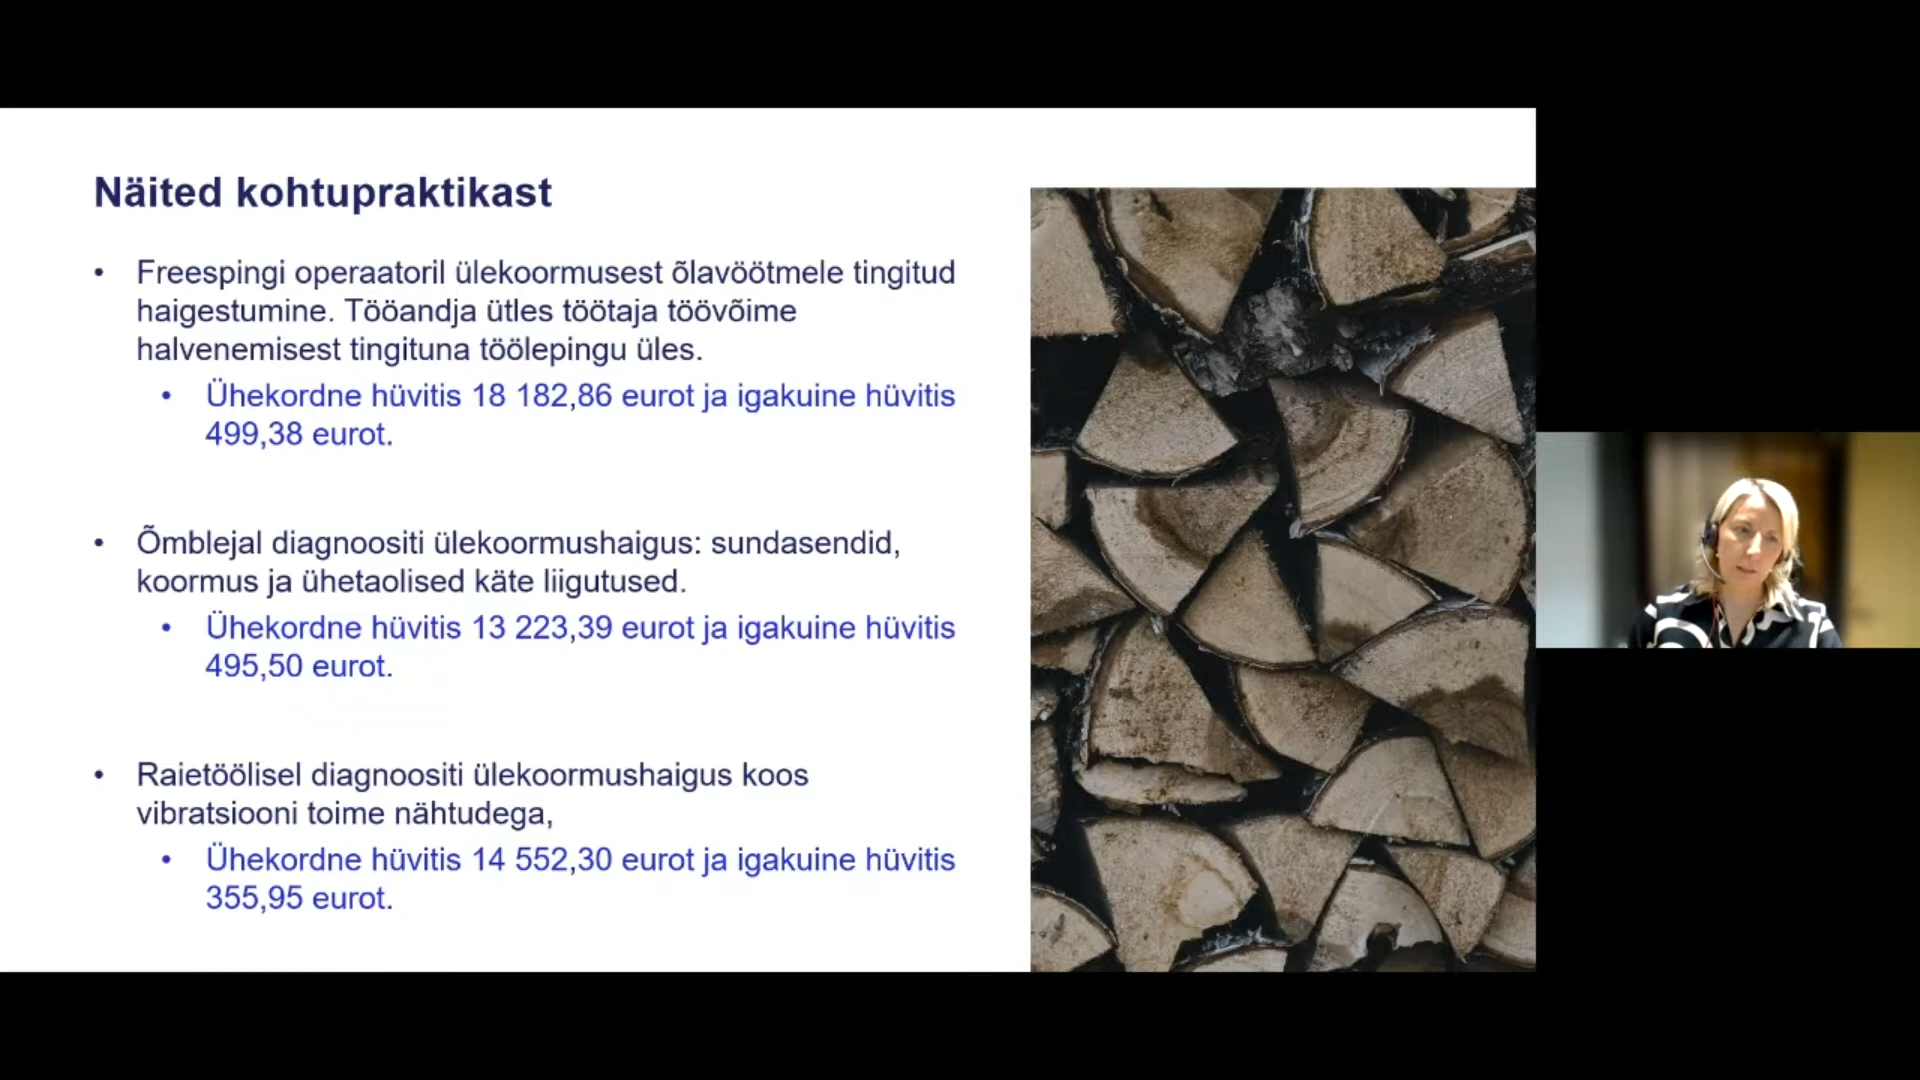 Näited kohtupraktikast
• Freespingi operaatoril ülekoormusest õlavöötmele tingitud
haigestumine. Tööandja ütles töötaja töövõime
halvenemisest tingituna töölepingu üles.
• Ühekordne hüvitis 18 182,86 eurot ja igakuine hüvitis
499,38 eurot.
• Õmblejal diagnoositi ülekoormushaigus: sundasendid,
koormus ja ühetaolised käte liigutused.
• Ühekordne hüvitis 13 223,39 eurot ja igakuine hüvitis
495,50 eurot.
• Raietöölisel diagnoositi ülekoormushaigus koos
vibratsiooni toime nähtudega,
• Ühekordne hüvitis 14 552,30 eurot ja igakuine hüvitis
355,95 eurot.